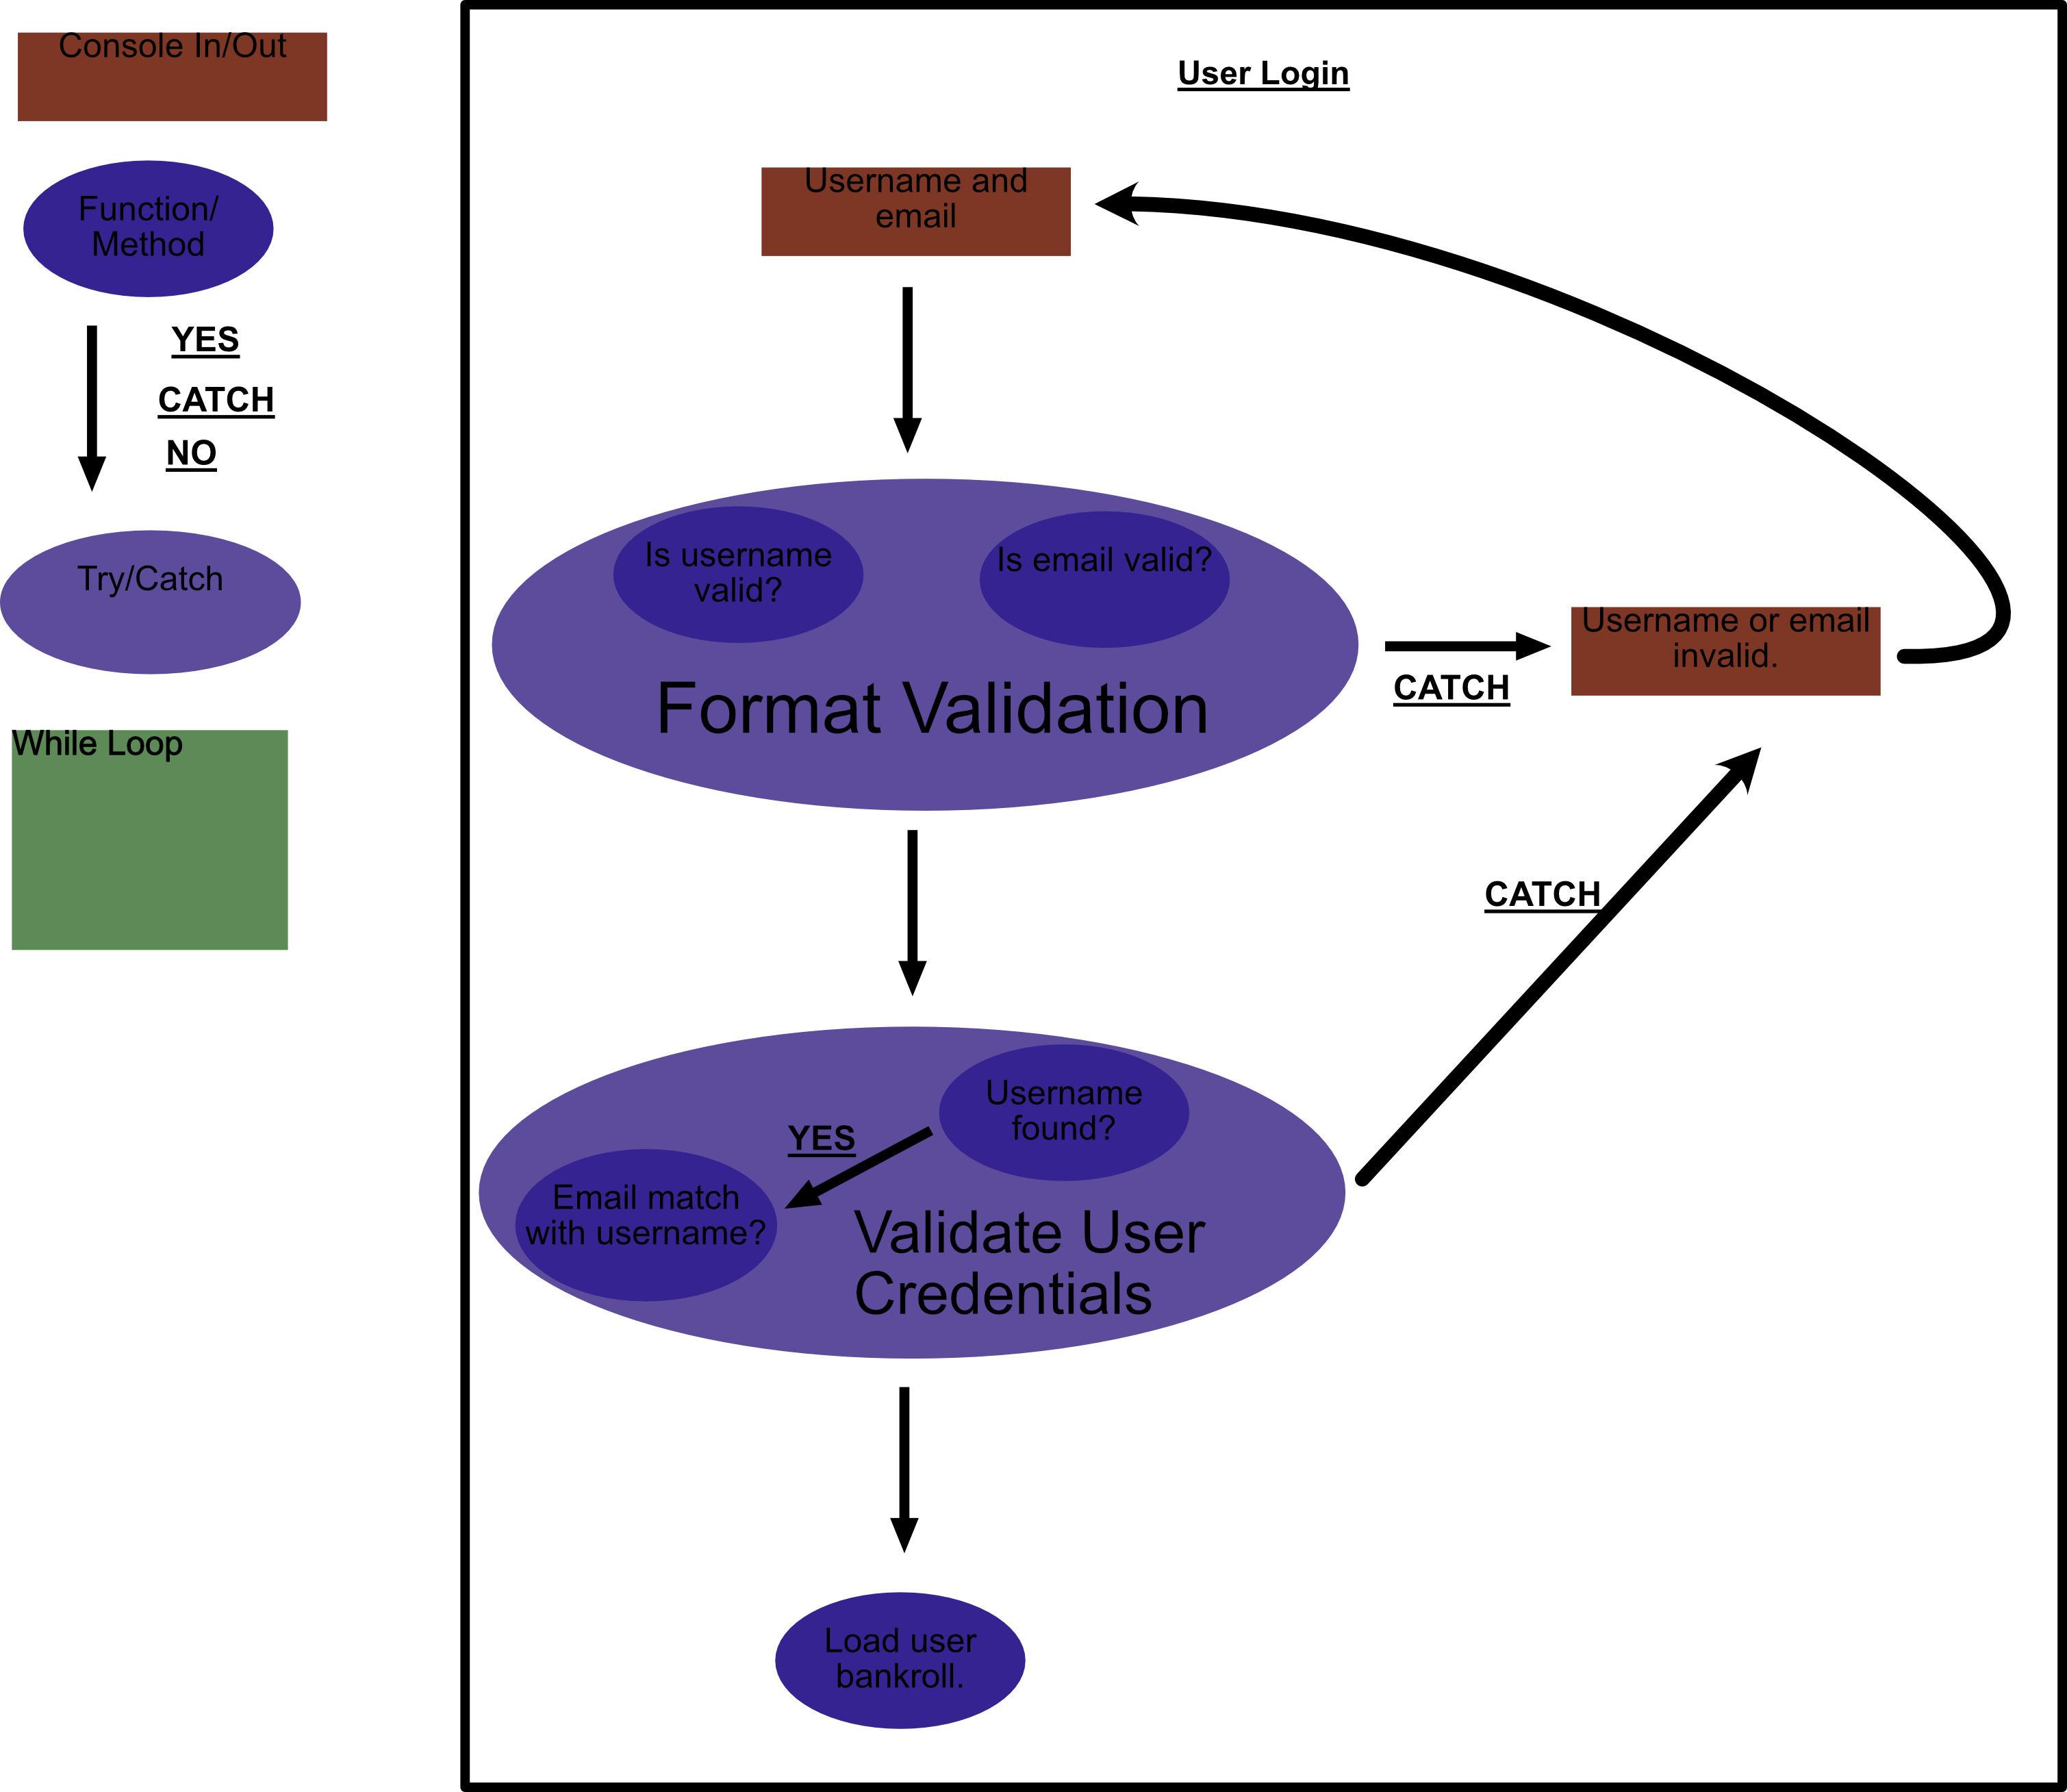 Console In/Out
Function/
Method
YES
CATCH
NO
Try/Catch
While Loop
User Login
Username and
email
Is username
valid?
Is email valid?
Format Validation
CATCH
Username or email
invalid.
CATCH
Username
found?
YES
Email match
with username?
Validate User
Credentials
Load user
bankroll.